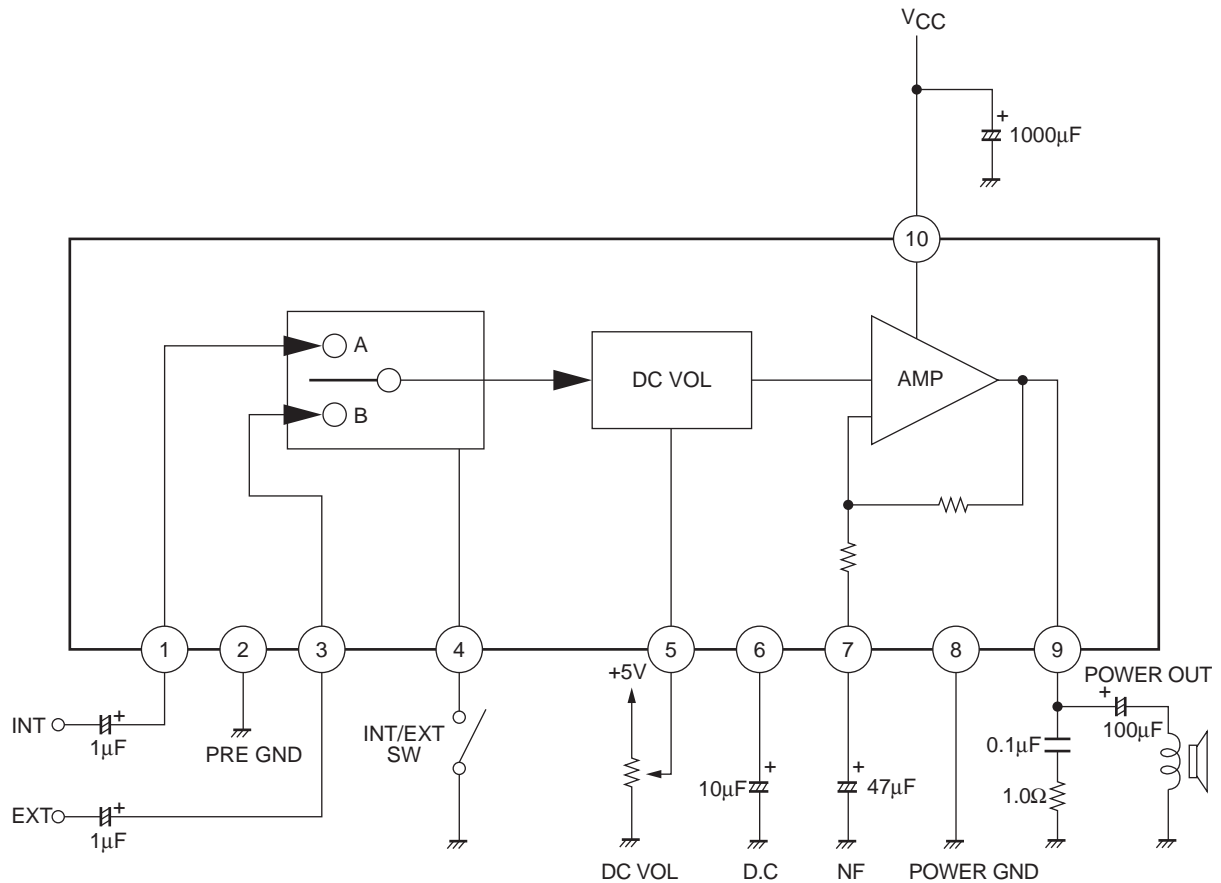 VCC
+
1000μF
10
A
B
DC VOL
AMP
1
2
3
4
5
6
7
8
9
INT
+
1μF
PRE GND
EXT
+
1μF
INT/EXT
SW
+5V
DC VOL
+
10μF
D.C
+
47μF
NF
POWER GND
POWER OUT
+
100μF
0.1μF
1.0Ω